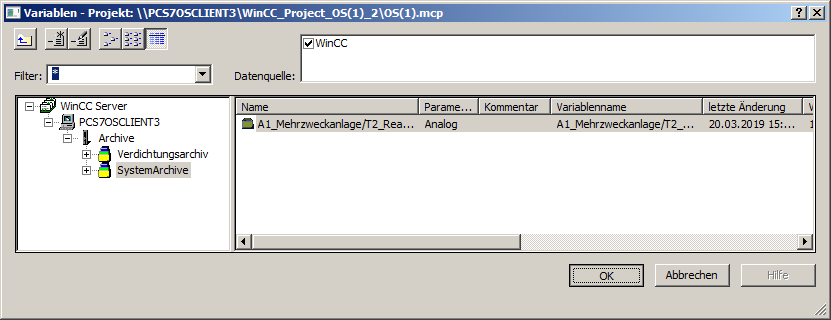 Variablen - Projekt: \\PCS7OSCLIENT3\WinCC_Project_OS(1)_2\OS(1).mcp
Filter: *
Datenquelle: WinCC
WinCC Server
PCS7OSCLIENT3
Archive
Verdichtungsarchiv
SystemArchive
Name Parame... Kommentar Variablenname letzte Änderung
A1_Mehrzweckanlage/T2_Rea... Analog A1_Mehrzweckanlage/T2_... 20.03.2019 15:...
OK Abbrechen Hilfe